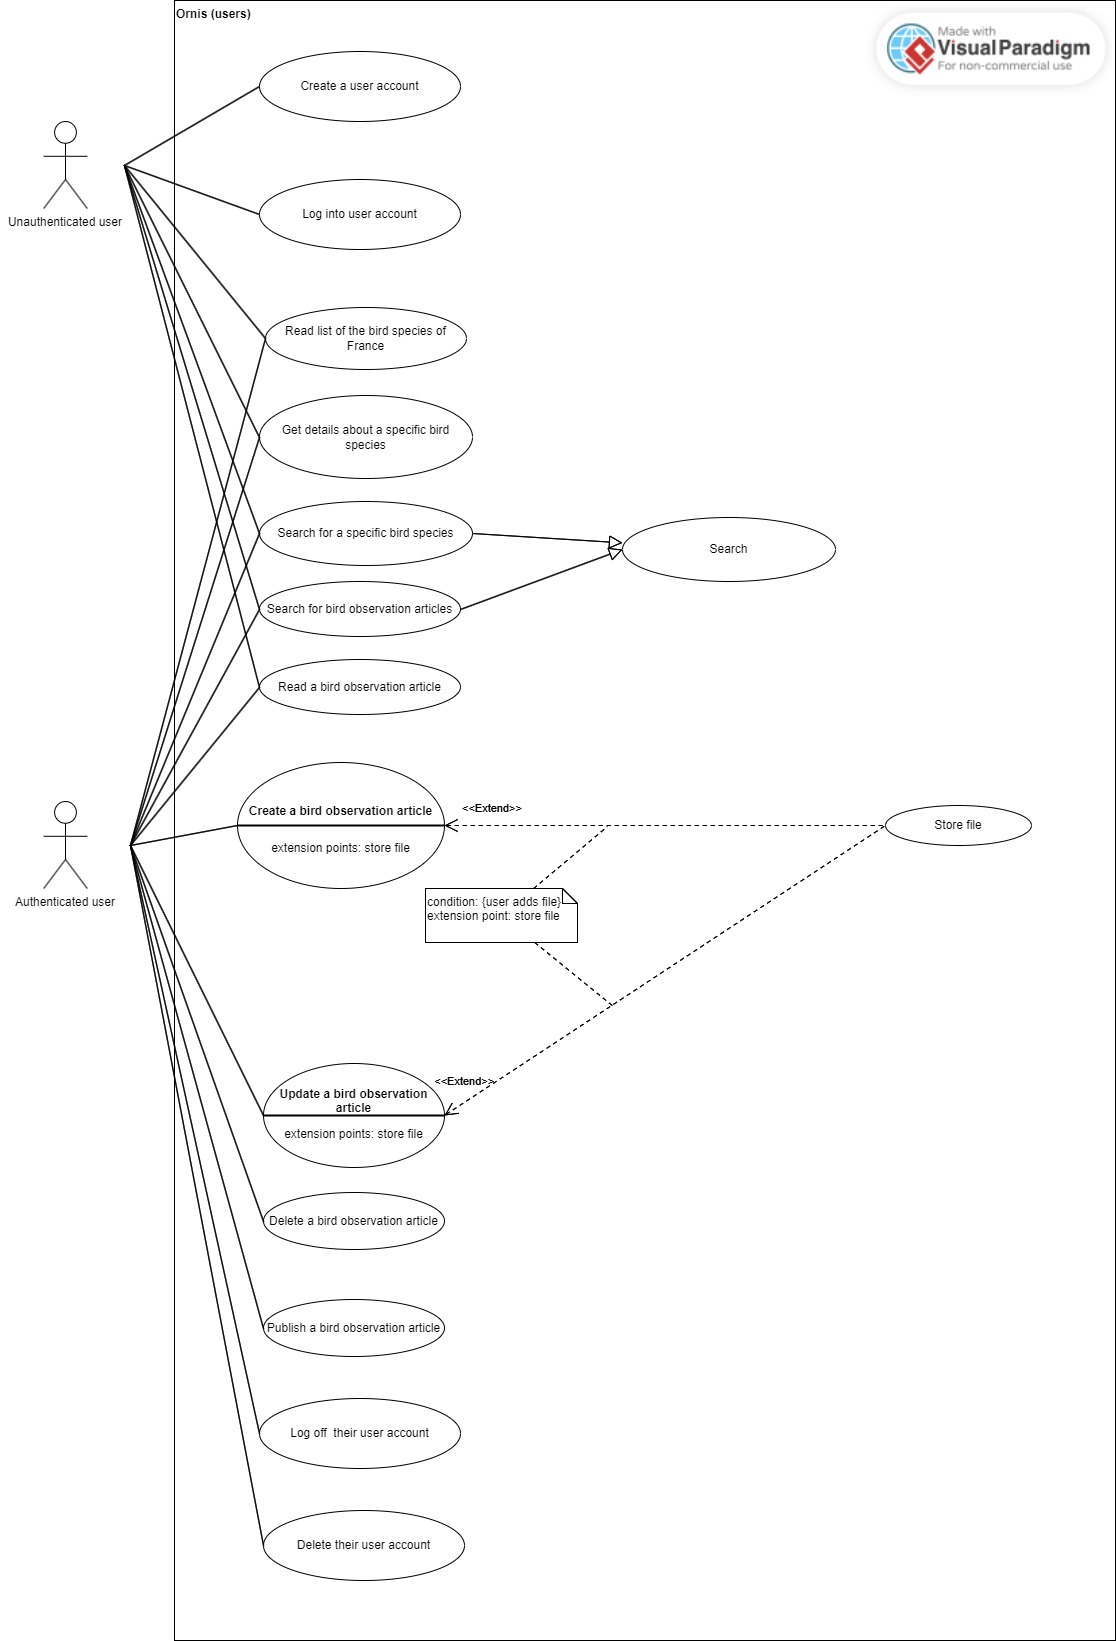 Ornis (users)
Made with
Visual Paradigm
For non-commercial use
Create a user account
Unauthenticated user
Log into user account
Read list of the bird species of
France
Get details about a specific bird
species
Search for a specific bird species
Search
Search for bird observation articles
Read a bird observation article
Create a bird observation article
extension points: store file
<<Extend>>
Store file
Authenticated user
condition: {user adds file}
extension point: store file
<<Extend>>
Update a bird observation
article
extension points: store file
Delete a bird observation article
Publish a bird observation article
Log off  their user account
Delete their user account